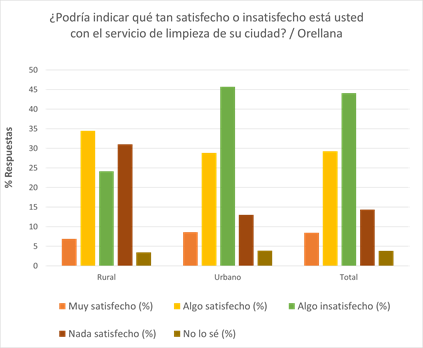 ¿Podría indicar qué tan satisfecho o insatisfecho está usted
con el servicio de limpieza de su ciudad? / Orellana
% Respuestas
50
45
40
35
30
25
20
15
10
5
0
Rural Urbano Total
Muy satisfecho (%) Algo satisfecho (%) Algo insatisfecho (%)
Nada satisfecho (%) No lo sé (%)